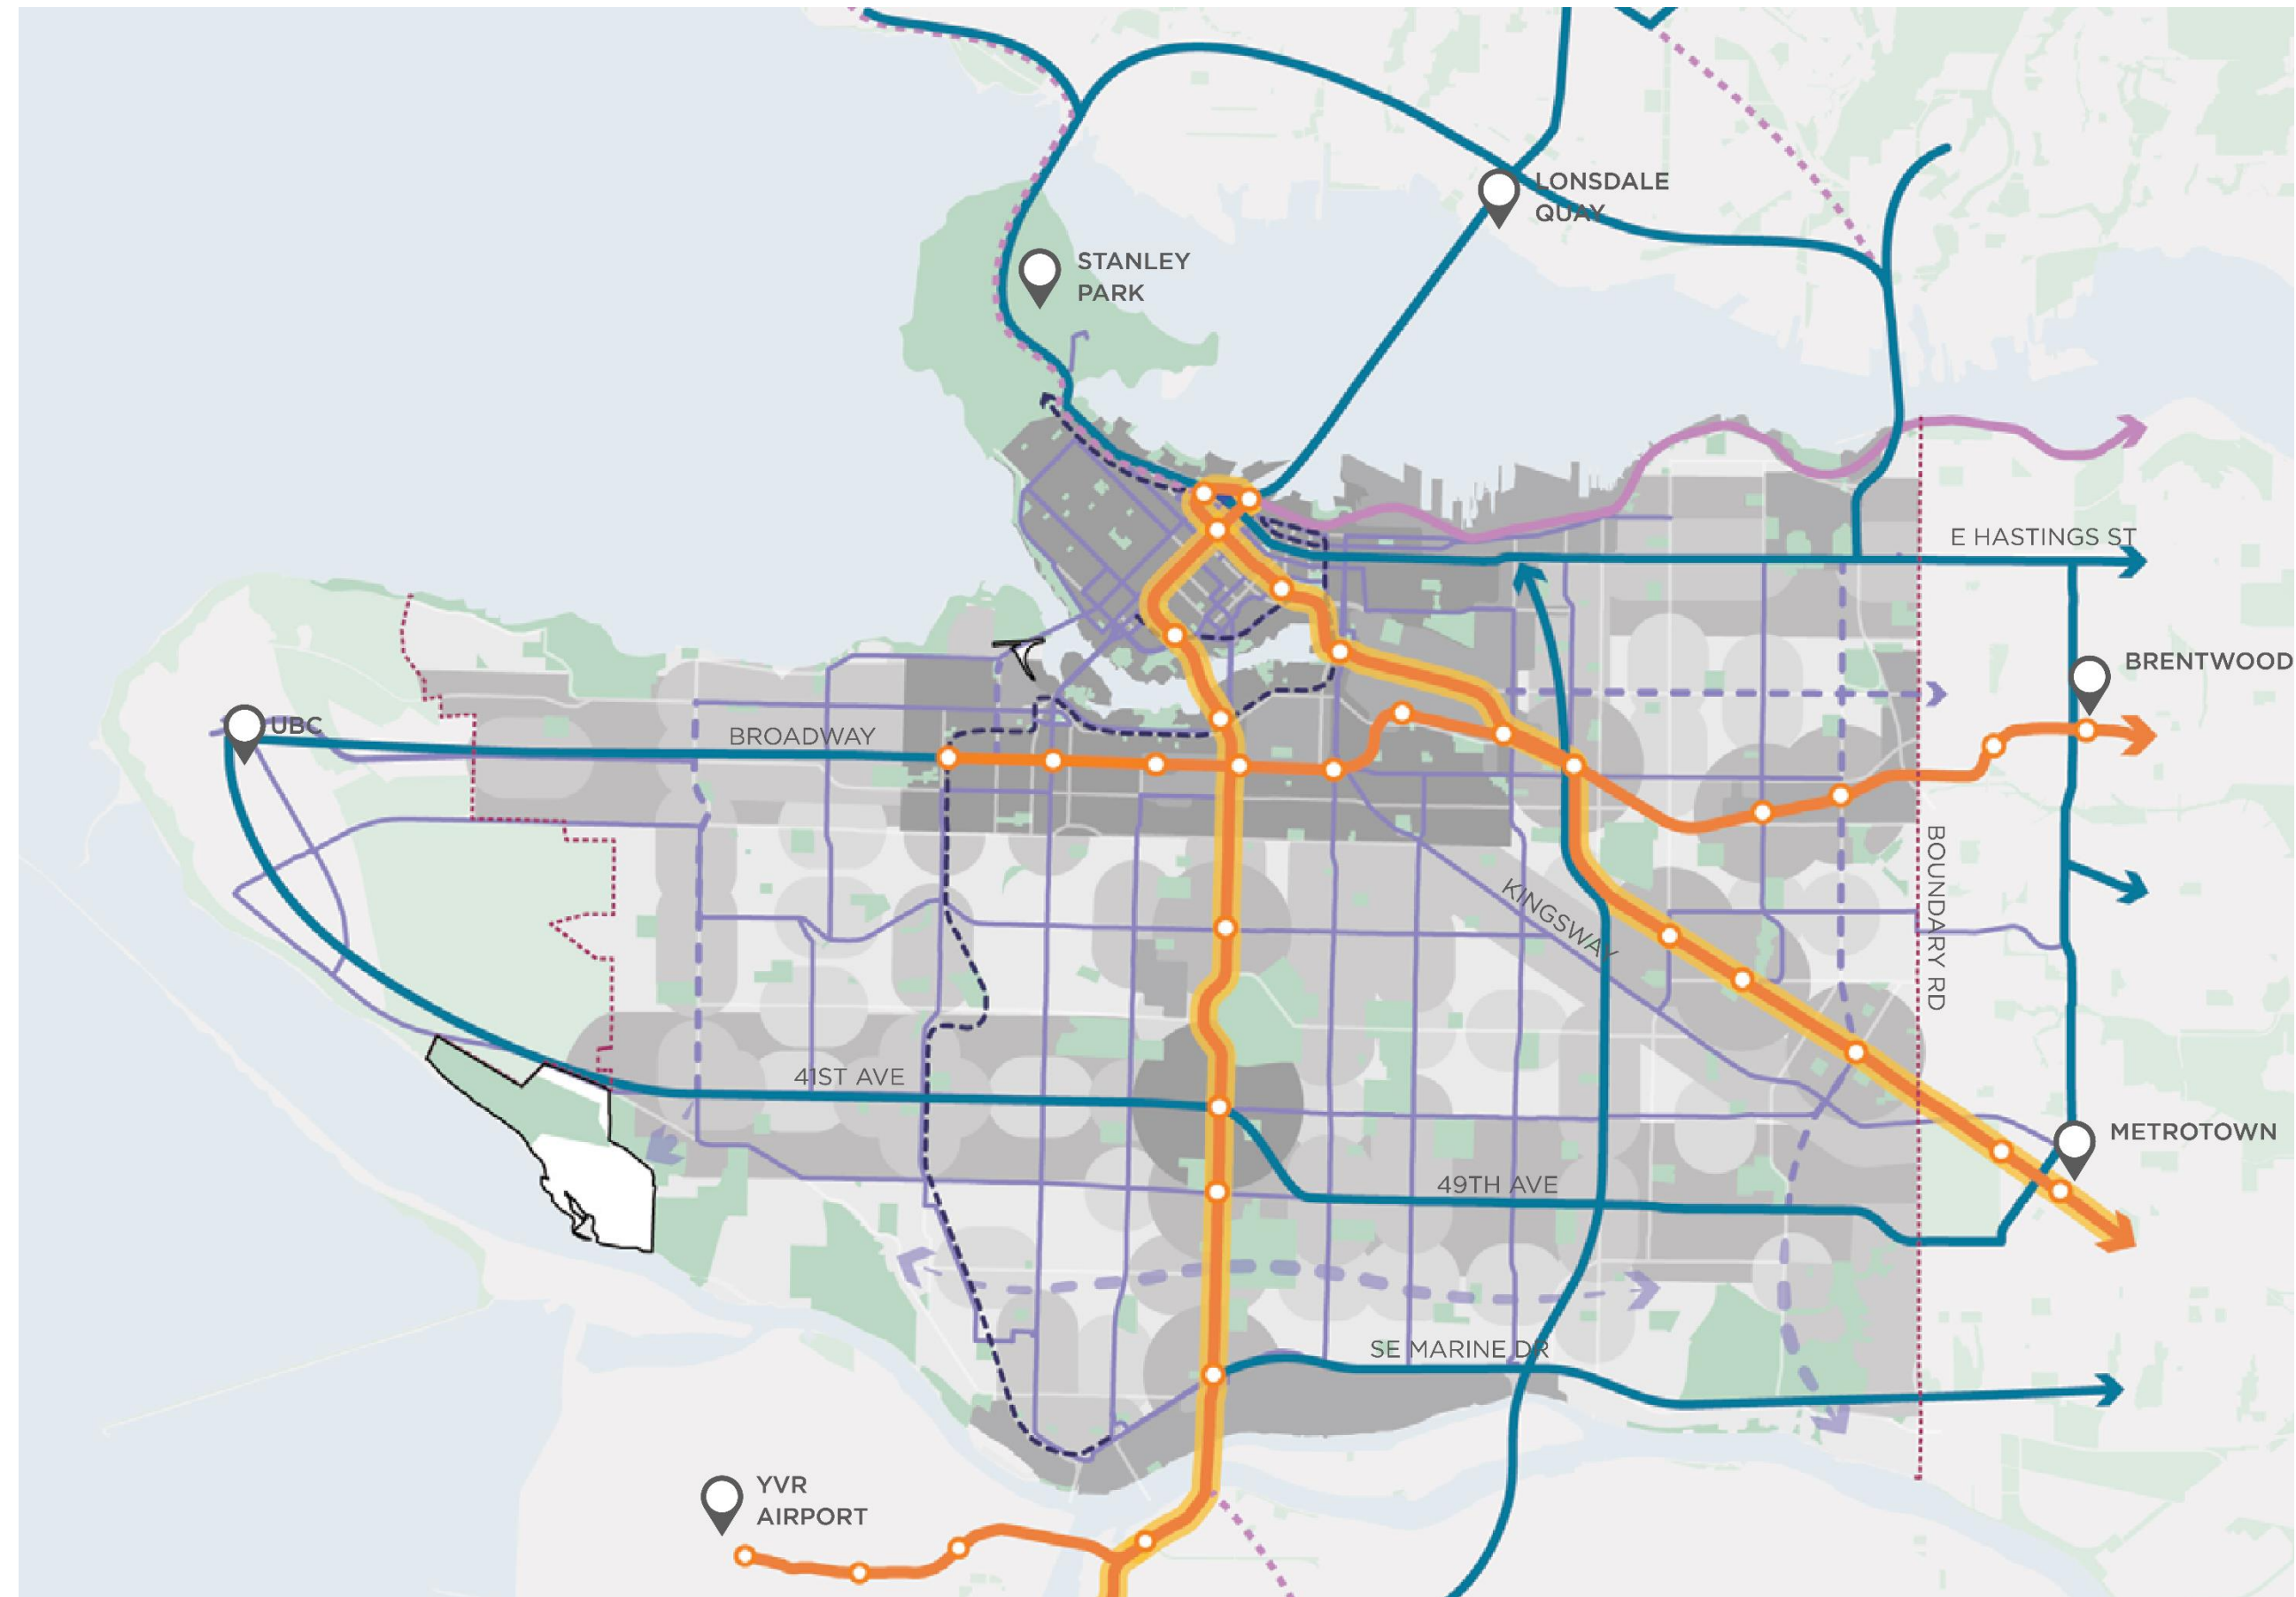 LONSDALE
QUAY
STANLEY
PARK
E HASTINGS ST
BRENTWOOD
UBC
BROADWAY
BOUNDARY RD
KINGSWAY
41ST AVE
METROTOWN
49TH AVE
SE MARINE DR
YVR
AIRPORT